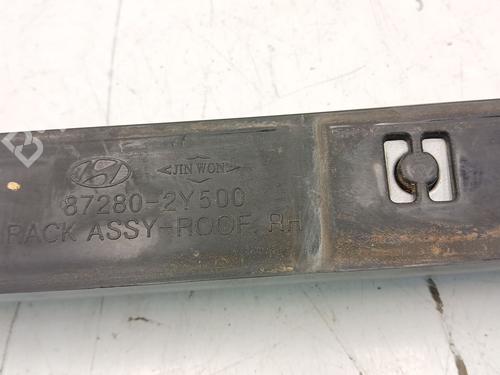 JIN WON
87280-2Y500
RACK ASSY-ROOF, RH